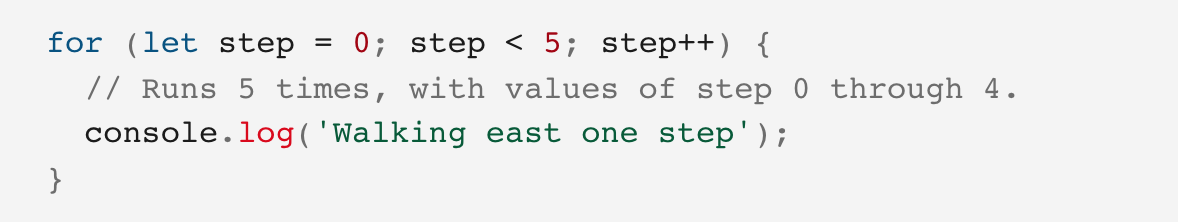 for (let step = 0; step < 5; step++) {
  // Runs 5 times, with values of step 0 through 4.
  console.log('Walking east one step');
}